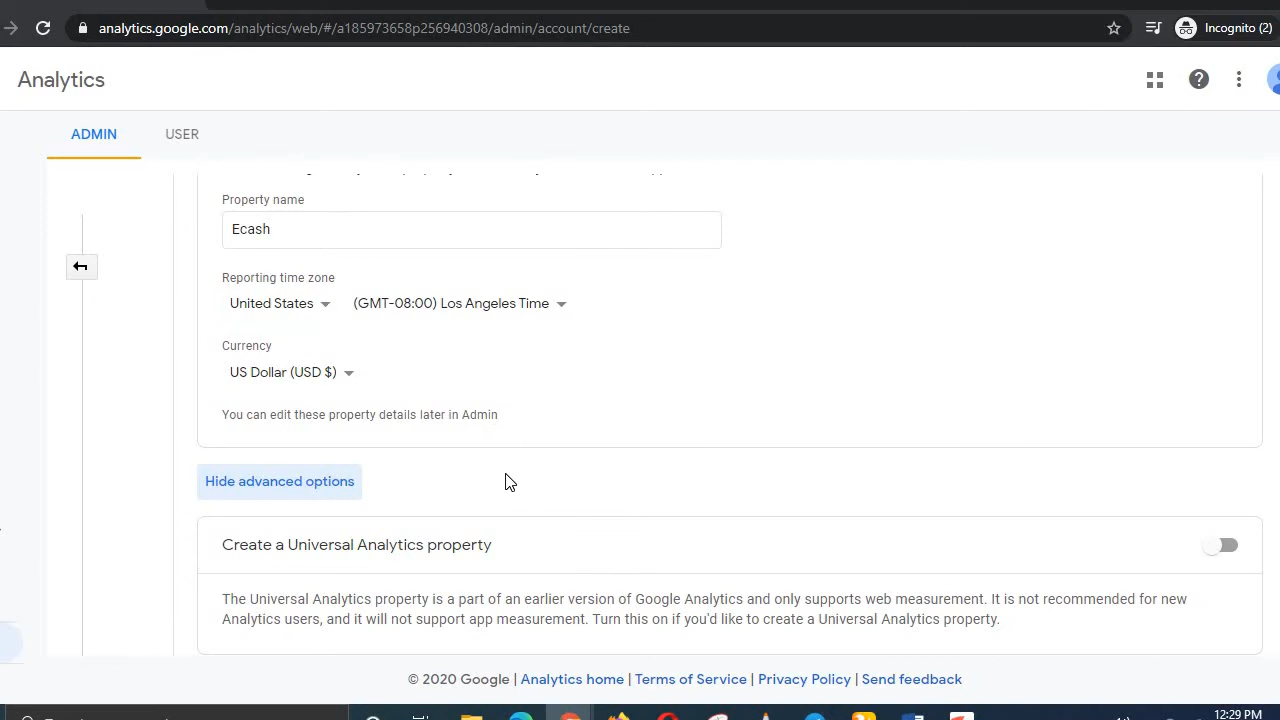 analytics.google.com/analytics/web/#/a185973658p256940308/admin/account/create
Incognito (2)
Analytics
ADMIN
USER
Property name
Ecash
Reporting time zone
United States
(GMT-08:00) Los Angeles Time
Currency
US Dollar (USD $)
You can edit these property details later in Admin
Hide advanced options
Create a Universal Analytics property
The Universal Analytics property is a part of an earlier version of Google Analytics and only supports web measurement. It is not recommended for new
Analytics users, and it will not support app measurement. Turn this on if you'd like to create a Universal Analytics property.
© 2020 Google | Analytics home | Terms of Service | Privacy Policy | Send feedback
12:29 PM